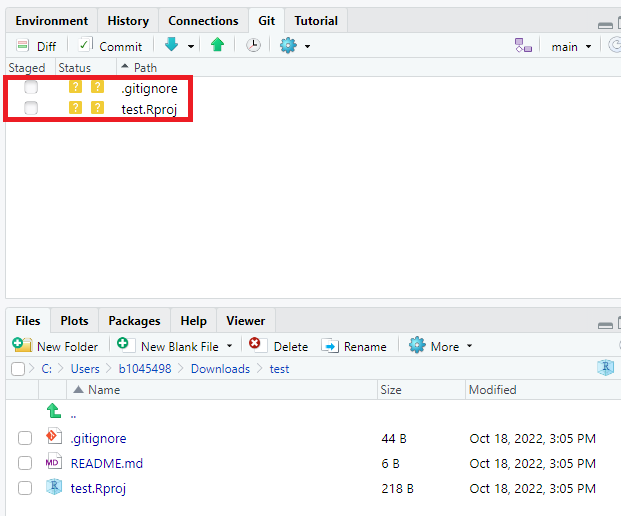 Environment History Connections Git Tutorial
Diff Commit main
Staged Status Path
? ? .gitignore
? ? test.Rproj
Files Plots Packages Help Viewer
New Folder New Blank File Delete Rename More
C: Users b1045498 Downloads test R
Name Size Modified
..
.gitignore 44 B Oct 18, 2022, 3:05 PM
MD README.md 6 B Oct 18, 2022, 3:05 PM
R test.Rproj 218 B Oct 18, 2022, 3:05 PM